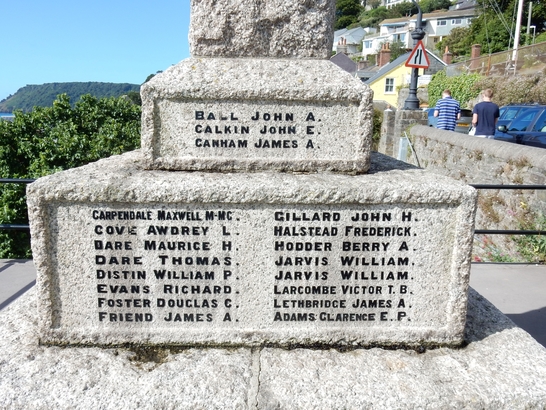 BALL JOHN A.
CALKIN JOHN E.
CANHAM JAMES A.
CARPENDALE MAXWELL M-MC.
COVE AWDREY L.
DARE MAURICE H.
DARE THOMAS.
DISTIN WILLIAM P.
EVANS RICHARD.
FOSTER DOUGLAS C.
FRIEND JAMES A.
GILLARD JOHN H.
HALSTEAD FREDERICK.
HODDER BERRY A.
JARVIS WILLIAM.
JARVIS WILLIAM.
LARCOMBE VICTOR T.B.
LETHBRIDGE JAMES A.
ADAMS CLARENCE E.P.